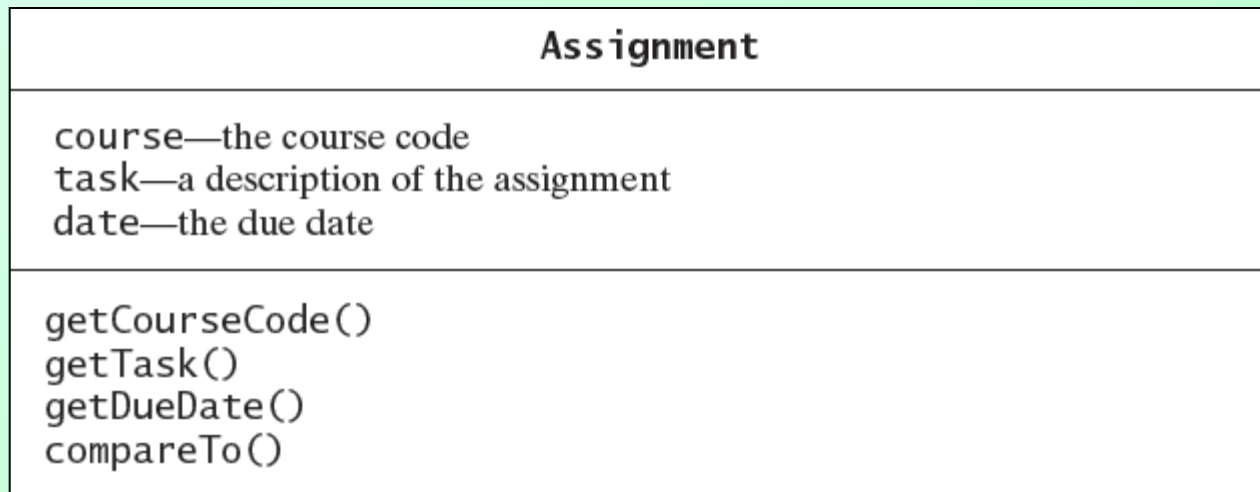 Assignment
course—the course code
task—a description of the assignment
date—the due date
getCourseCode()
getTask()
getDueDate()
compareTo()